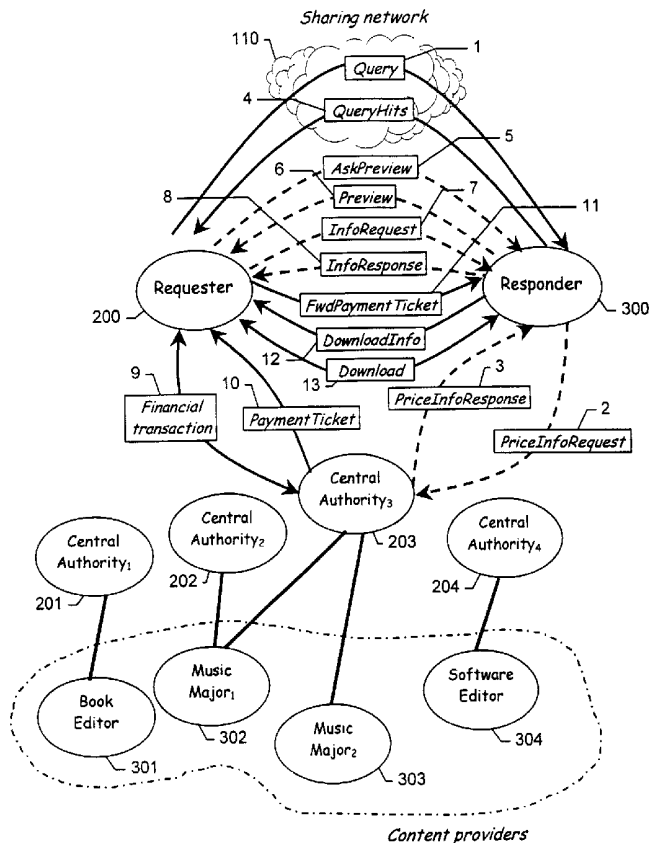 Sharing network
110
1
Query
4
QueryHits
5
AskPreview
6
Preview
7
8
InfoRequest
11
InfoResponse
Requester
Responder
200
FwdPaymentTicket
300
DownloadInfo
12
Download
13
9
10
3
Financial
transaction
PaymentTicket
PriceInfoResponse
2
PriceInfoRequest
Central
Authority3
203
Central
Authority1
201
Central
Authority2
202
Central
Authority4
204
Book
Editor
301
Music
Major1
302
Music
Major2
303
Software
Editor
304
Content providers